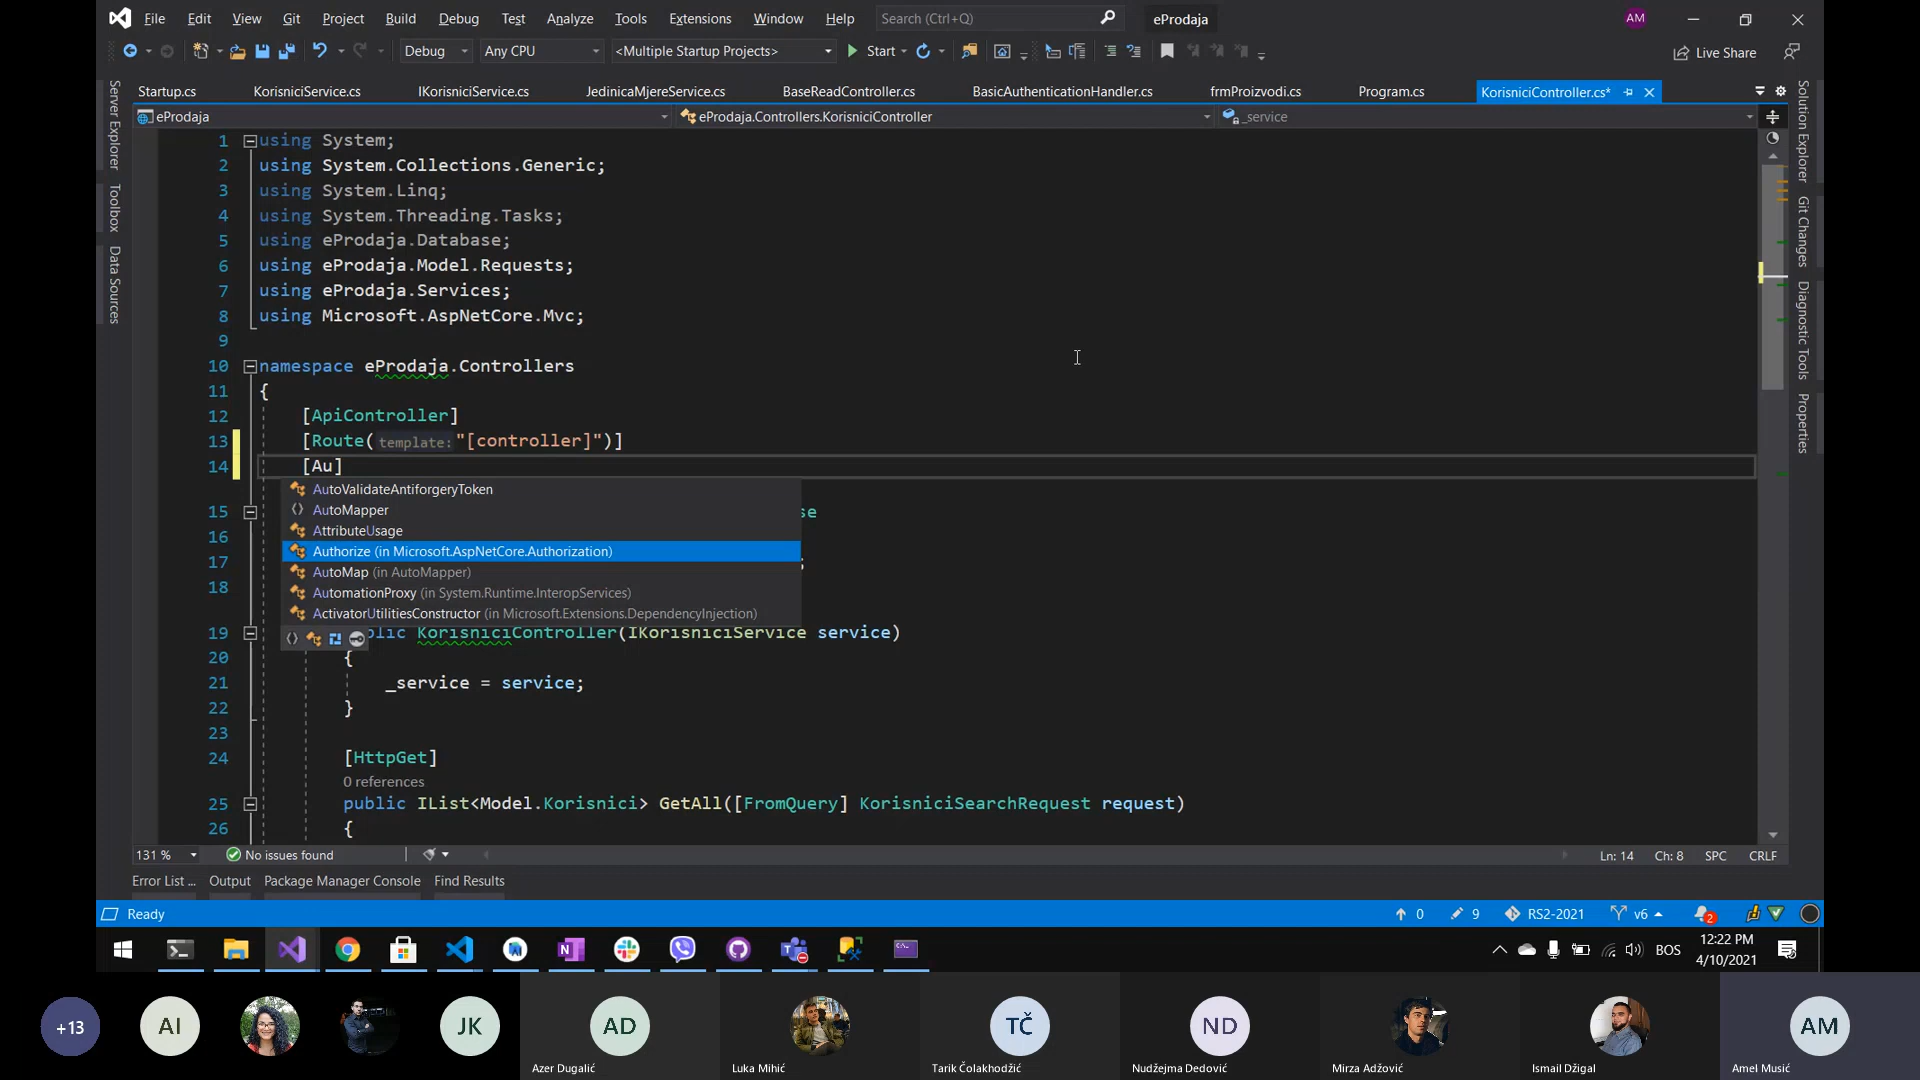 File Edit View Git Project Build Debug Test Analyze Tools Extensions Window Help Search (Ctrl+Q) eProdaja AM
Debug Any CPU <Multiple Startup Projects> Start Live Share
Startup.cs KorisniciService.cs IKorisniciService.cs JedinicaMjereService.cs BaseReadController.cs BasicAuthenticationHandler.cs frmProizvodi.cs Program.cs KorisniciController.cs*
eProdaja eProdaja.Controllers.KorisniciController _service
Server Explorer
Toolbox
Data Sources
1 using System;
2 using System.Collections.Generic;
3 using System.Linq;
4 using System.Threading.Tasks;
5 using eProdaja.Database;
6 using eProdaja.Model.Requests;
7 using eProdaja.Services;
8 using Microsoft.AspNetCore.Mvc;
9
10 namespace eProdaja.Controllers
11 {
12 [ApiController]
13 [Route(template:"[controller]")]
14 [Au]
AutoValidateAntiforgeryToken
15 se
AutoMapper
16 AttributeUsage
Authorize (in Microsoft.AspNetCore.Authorization)
17 ;
AutoMap (in AutoMapper)
18 AutomationProxy (in System.Runtime.InteropServices)
ActivatorUtilitiesConstructor (in Microsoft.Extensions.DependencyInjection)
19 blic KorisniciController(IKorisniciService service)
20 {
21 _service = service;
22 }
23
24 [HttpGet]
0 references
25 public IList<Model.Korisnici> GetAll([FromQuery] KorisniciSearchRequest request)
26 {
Solution Explorer
Git Changes
Diagnostic Tools
Properties
131 % No issues found Ln: 14 Ch: 8 SPC CRLF
Error List ... Output Package Manager Console Find Results
Ready 0 9 RS2-2021 v6 2
BOS 12:22 PM
4/10/2021
+13 AI JK AD TČ ND AM
Azer Dugalić Luka Mihić Tarik Čolakhodžić Nudžejma Dedović Mirza Adžović Ismail Džigal Amel Musić